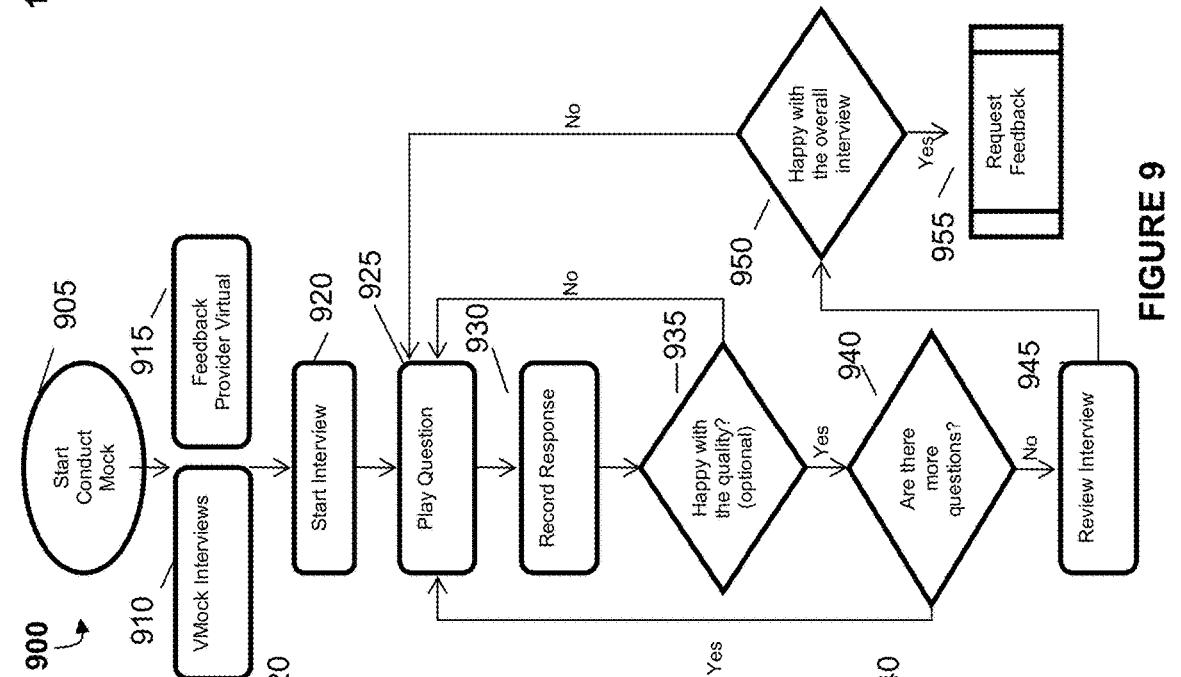 900
905
Start
Conduct
Mock
910
VMock Interviews
915
Feedback
Provider Virtual
920
Start Interview
925
Play Question
930
Record Response
935
Happy with
the quality?
(optional)
No
Yes
940
Are there
more
questions?
Yes
No
945
Review Interview
950
Happy with
the overall
interview
No
Yes
955
Request
Feedback
FIGURE 9